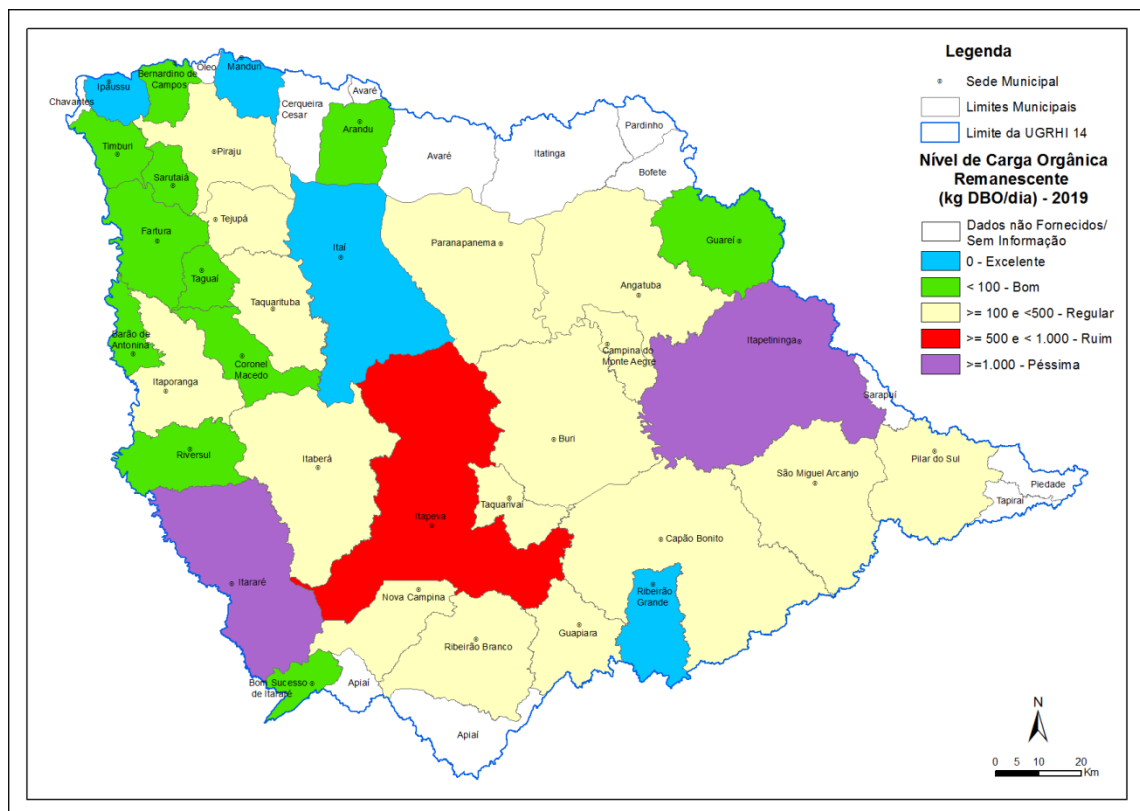 Legenda
Sede Municipal
Limites Municipais
Limite da UGRHI 14
Nível de Carga Orgânica
Remanescente
(kg DBO/dia) - 2019
Dados não Fornecidos/
Sem Informação
0 - Excelente
< 100 - Bom
>= 100 e <500 - Regular
>= 500 e < 1.000 - Ruim
>=1.000 - Péssima
Ipaussu
Bernardino de
Campos
Óleo
Manduri
Chavantes
Cerqueira
Cesar
Avaré
Arandu
Timburi
Piraju
Avaré
Itatinga
Pardinho
Bofete
Sarutaiá
Tejupá
Fartura
Itaí
Paranapanema
Guareí
Taguaí
Taquarituba
Angatuba
Barão de
Antonina
Coronel
Macedo
Campina do
Monte Aegre
Itapetininga
Itaporanga
Sarapuí
Riversul
Itaberá
Buri
Pilar do Sul
São Miguel Arcanjo
Piedade
Tapiraí
Taquarivaí
Itapeva
Capão Bonito
Itararé
Nova Campina
Ribeirão
Grande
Guapiara
Ribeirão Branco
Bom Sucesso
de Itararé
Apiaí
Apiaí
N
0 5 10 20
Km